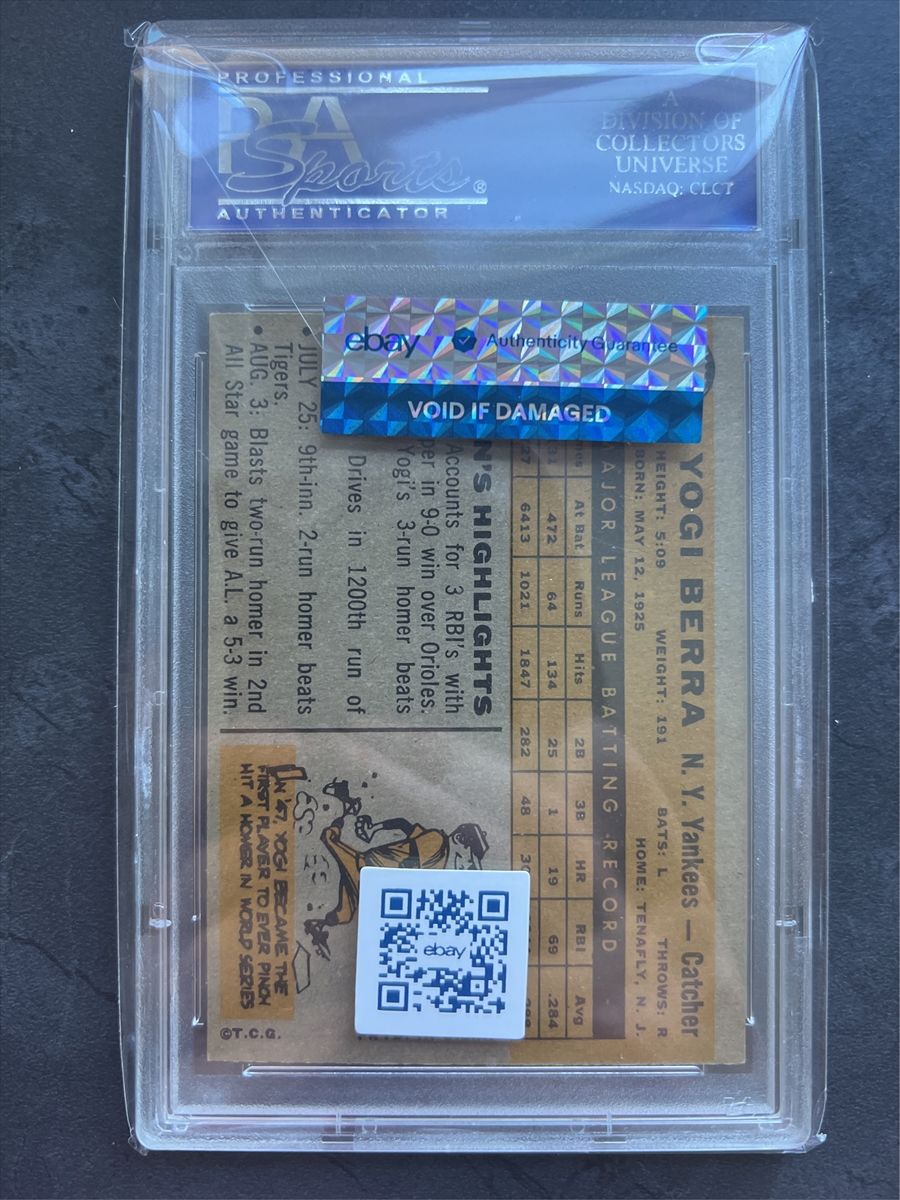 PROFESSIONAL
PSA
Sports®
AUTHENTICATOR
A
DIVISION OF
COLLECTORS
UNIVERSE
NASDAQ: CLCT
ebay Authenticity Guarantee
VOID IF DAMAGED
YOGI BERRA N. Y. Yankees — Catcher
HEIGHT: 5:09 WEIGHT: 191 BATS: L THROWS: R
BORN: MAY 12, 1925 HOME: TENAFLY, N. J.
AJOR LEAGUE BATTING RECORD
At Bat Runs Hits 2B 3B HR RBI Avg
472 64 134 25 1 19 69 .284
6413 1021 1847 282 48
N'S HIGHLIGHTS
Accounts for 3 RBI's with
per in 9-0 win over Orioles.
Yogi's 3-run homer beats
Drives in 1200th run of
• JULY 25: 9th-inn. 2-run homer beats
Tigers.
• AUG. 3: Blasts two-run homer in 2nd
All Star game to give A.L. a 5-3 win.
IN '47, YOGI BECAME THE
FIRST PLAYER TO EVER PINCH
HIT A HOMER IN WORLD SERIES
©T.C.G.
ebay